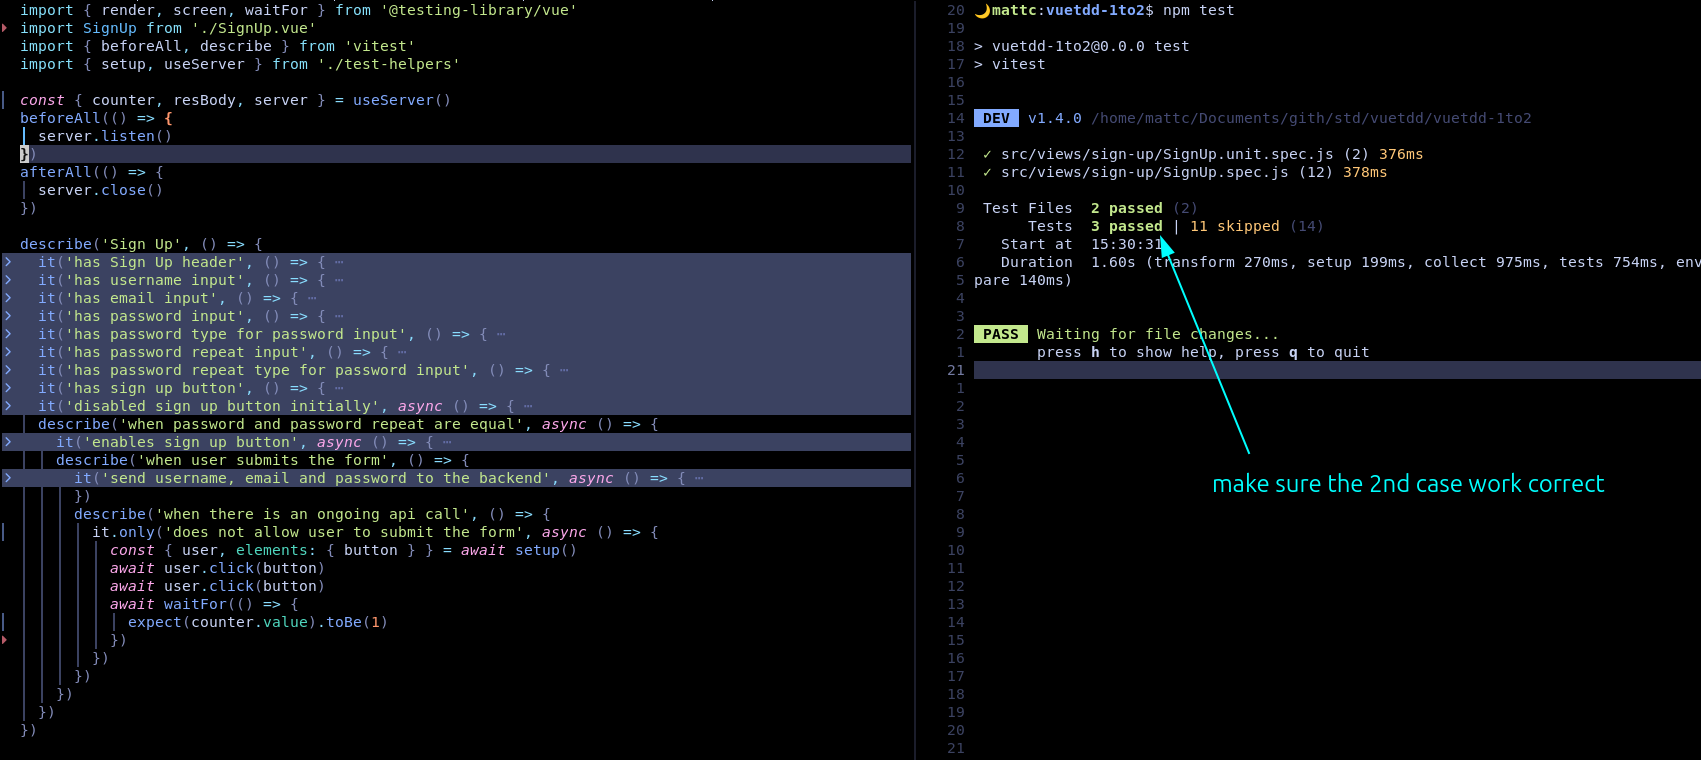 import { render, screen, waitFor } from '@testing-library/vue'
import SignUp from './SignUp.vue'
import { beforeAll, describe } from 'vitest'
import { setup, useServer } from './test-helpers'
const { counter, resBody, server } = useServer()
beforeAll(() => {
server.listen()
})
afterAll(() => {
server.close()
})
describe('Sign Up', () => {
it('has Sign Up header', () => { ⋯
it('has username input', () => { ⋯
it('has email input', () => { ⋯
it('has password input', () => { ⋯
it('has password type for password input', () => { ⋯
it('has password repeat input', () => { ⋯
it('has password repeat type for password input', () => { ⋯
it('has sign up button', () => { ⋯
it('disabled sign up button initially', async () => { ⋯
describe('when password and password repeat are equal', async () => {
it('enables sign up button', async () => { ⋯
describe('when user submits the form', () => {
it('send username, email and password to the backend', async () => { ⋯
})
describe('when there is an ongoing api call', () => {
it.only('does not allow user to submit the form', async () => {
const { user, elements: { button } } = await setup()
await user.click(button)
await user.click(button)
await waitFor(() => {
expect(counter.value).toBe(1)
})
})
})
})
})
})
20 🌙mattc:vuetdd-1to2$ npm test
19
18 > vuetdd-1to2@0.0.0 test
17 > vitest
16
15
14 DEV v1.4.0 /home/mattc/Documents/gith/std/vuetdd/vuetdd-1to2
13
12 ✓ src/views/sign-up/SignUp.unit.spec.js (2) 376ms
11 ✓ src/views/sign-up/SignUp.spec.js (12) 378ms
10
9 Test Files 2 passed (2)
8 Tests 3 passed | 11 skipped (14)
7 Start at 15:30:31
6 Duration 1.60s (transform 270ms, setup 199ms, collect 975ms, tests 754ms, env
5 pare 140ms)
4
3
2 PASS Waiting for file changes...
1 press h to show help, press q to quit
21
1
2
3
4
5
6
make sure the 2nd case work correct
7
8
9
10
11
12
13
14
15
16
17
18
19
20
21